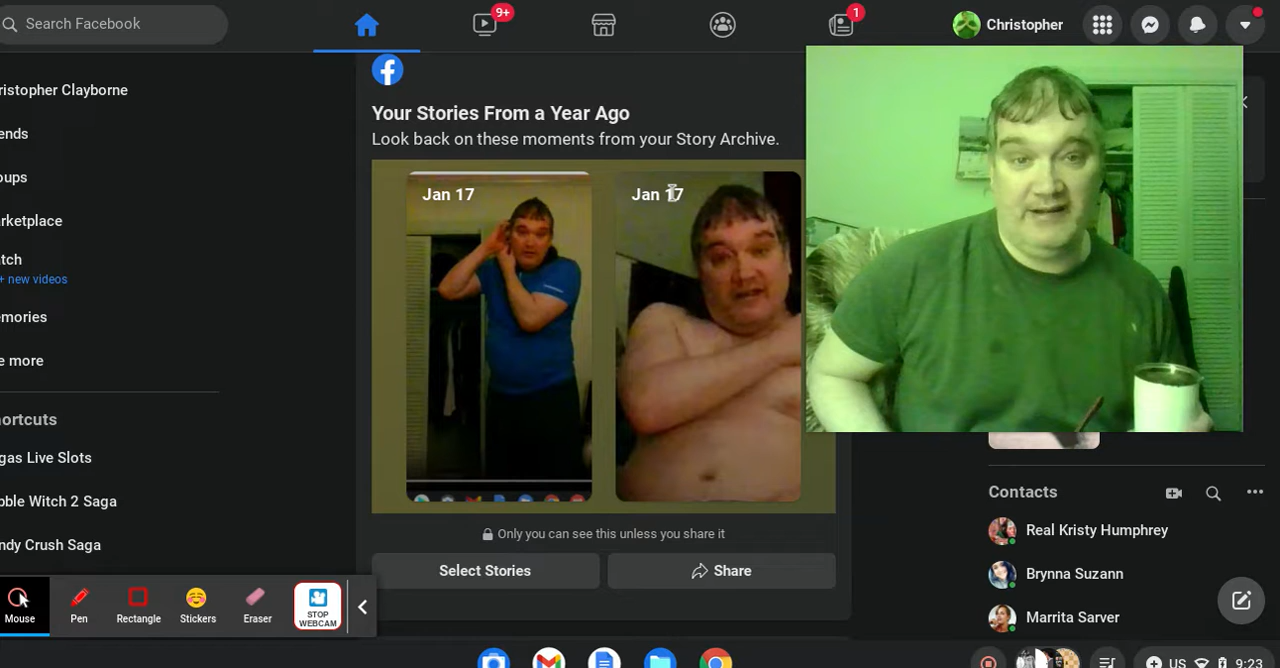 Search Facebook
9+
1
Christopher
ristopher Clayborne
ends
oups
arketplace
atch
+ new videos
emories
e more
ortcuts
gas Live Slots
bble Witch 2 Saga
ndy Crush Saga
Your Stories From a Year Ago
Look back on these moments from your Story Archive.
Jan 17
Jan 17
Only you can see this unless you share it
Select Stories
Share
Contacts
Real Kristy Humphrey
Brynna Suzann
Marrita Sarver
Mouse
Pen
Rectangle
Stickers
Eraser
STOP
WEBCAM
US
9:23